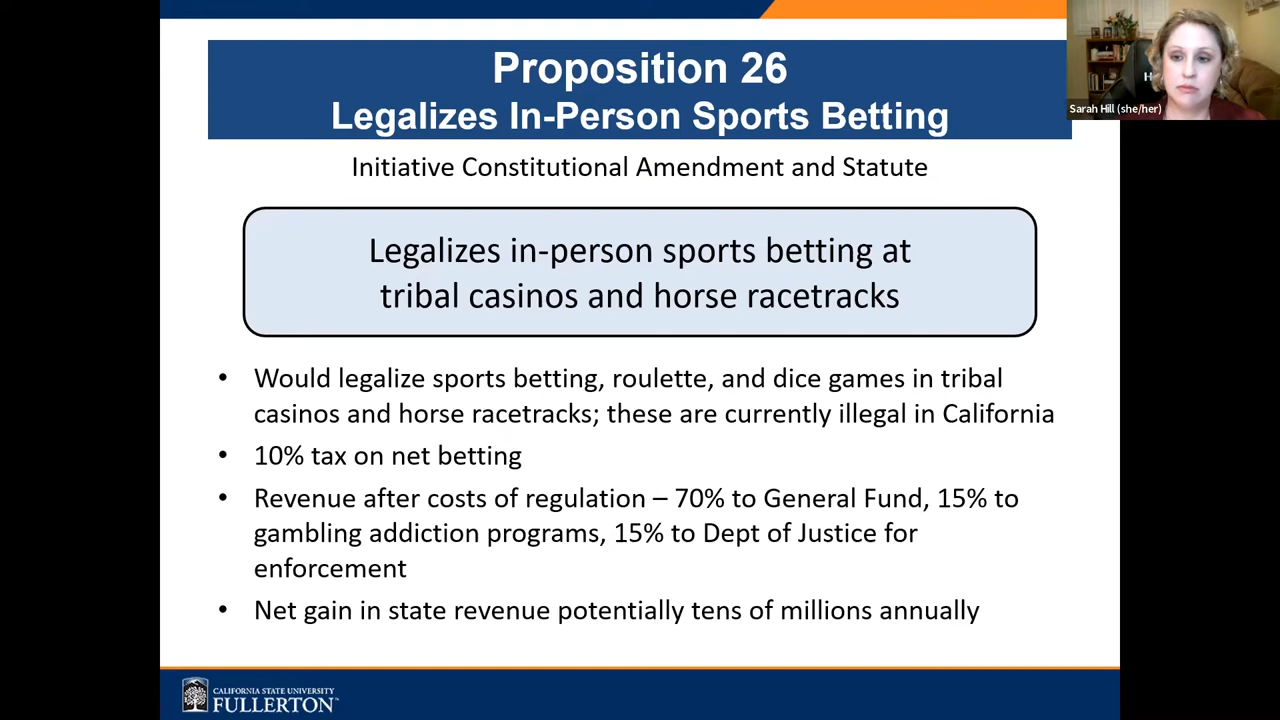 Proposition 26
Legalizes In-Person Sports Betting
Sarah Hill (she/her)
Initiative Constitutional Amendment and Statute
Legalizes in-person sports betting at
tribal casinos and horse racetracks
• Would legalize sports betting, roulette, and dice games in tribal
casinos and horse racetracks; these are currently illegal in California
• 10% tax on net betting
• Revenue after costs of regulation – 70% to General Fund, 15% to
gambling addiction programs, 15% to Dept of Justice for
enforcement
• Net gain in state revenue potentially tens of millions annually
CALIFORNIA STATE UNIVERSITY
FULLERTON™